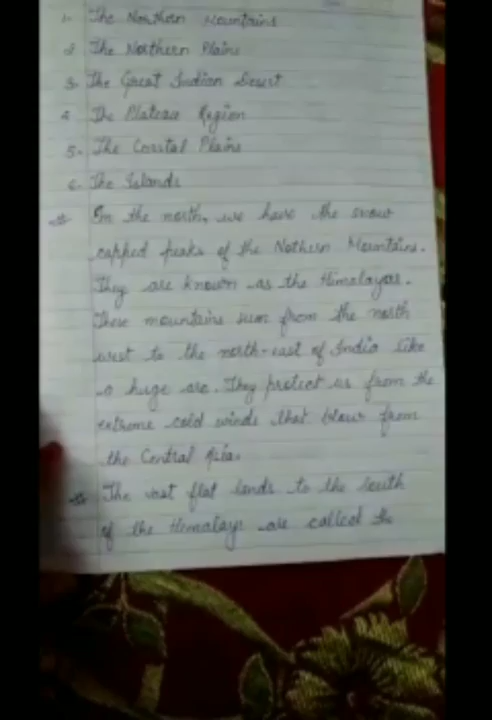 1. The Northern Mountains
2. The Northern Plains
3. The Great Indian Desert
4. The Plateau Region
5. The Coastal Plains
6. The Islands
In the north, we have the snow
capped peaks of the Nothern Mountains.
They are known as the Himalayas.
These mountains run from the north
west to the north-east of India like
a huge arc. They protect us from the
extreme cold winds that blow from
the Central Asia.
The vast flat lands to the south
of the Hemalays are called the